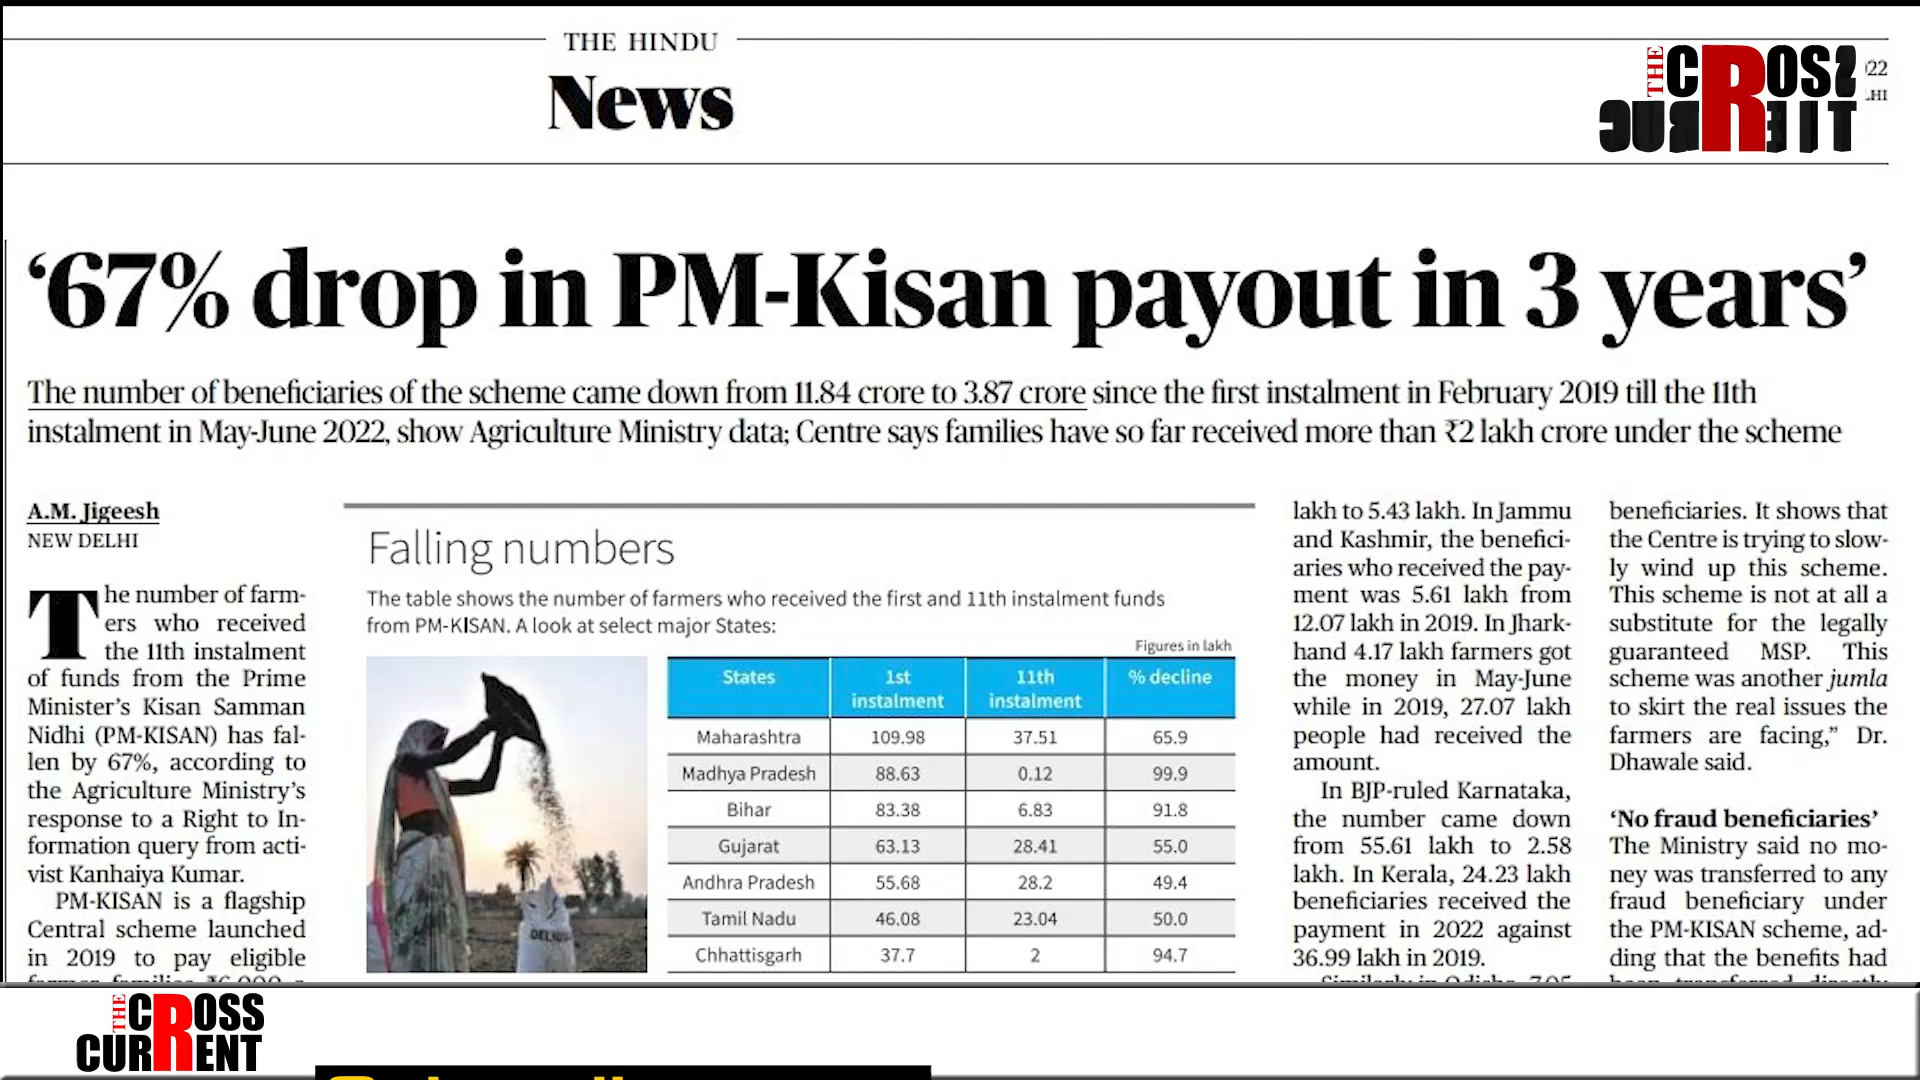 THE HINDU
News
THE CROSS
CURRENT
22
LHI
‘67% drop in PM-Kisan payout in 3 years’
The number of beneficiaries of the scheme came down from 11.84 crore to 3.87 crore since the first instalment in February 2019 till the 11th
instalment in May-June 2022, show Agriculture Ministry data; Centre says families have so far received more than ₹2 lakh crore under the scheme
A.M. Jigeesh
NEW DELHI
The number of farm-
ers who received
the 11th instalment
of funds from the Prime
Minister’s Kisan Samman
Nidhi (PM-KISAN) has fal-
len by 67%, according to
the Agriculture Ministry’s
response to a Right to In-
formation query from acti-
vist Kanhaiya Kumar.
PM-KISAN is a flagship
Central scheme launched
in 2019 to pay eligible
Falling numbers
The table shows the number of farmers who received the first and 11th instalment funds
from PM-KISAN. A look at select major States:
Figures in lakh
States 1st instalment 11th instalment % decline
Maharashtra 109.98 37.51 65.9
Madhya Pradesh 88.63 0.12 99.9
Bihar 83.38 6.83 91.8
Gujarat 63.13 28.41 55.0
Andhra Pradesh 55.68 28.2 49.4
Tamil Nadu 46.08 23.04 50.0
Chhattisgarh 37.7 2 94.7
lakh to 5.43 lakh. In Jammu
and Kashmir, the benefici-
aries who received the pay-
ment was 5.61 lakh from
12.07 lakh in 2019. In Jhark-
hand 4.17 lakh farmers got
the money in May-June
while in 2019, 27.07 lakh
people had received the
amount.
In BJP-ruled Karnataka,
the number came down
from 55.61 lakh to 2.58
lakh. In Kerala, 24.23 lakh
beneficiaries received the
payment in 2022 against
36.99 lakh in 2019.
beneficiaries. It shows that
the Centre is trying to slow-
ly wind up this scheme.
This scheme is not at all a
substitute for the legally
guaranteed MSP. This
scheme was another jumla
to skirt the real issues the
farmers are facing,” Dr.
Dhawale said.
‘No fraud beneficiaries’
The Ministry said no mo-
ney was transferred to any
fraud beneficiary under
the PM-KISAN scheme, ad-
ding that the benefits had
THE CROSS
CURRENT